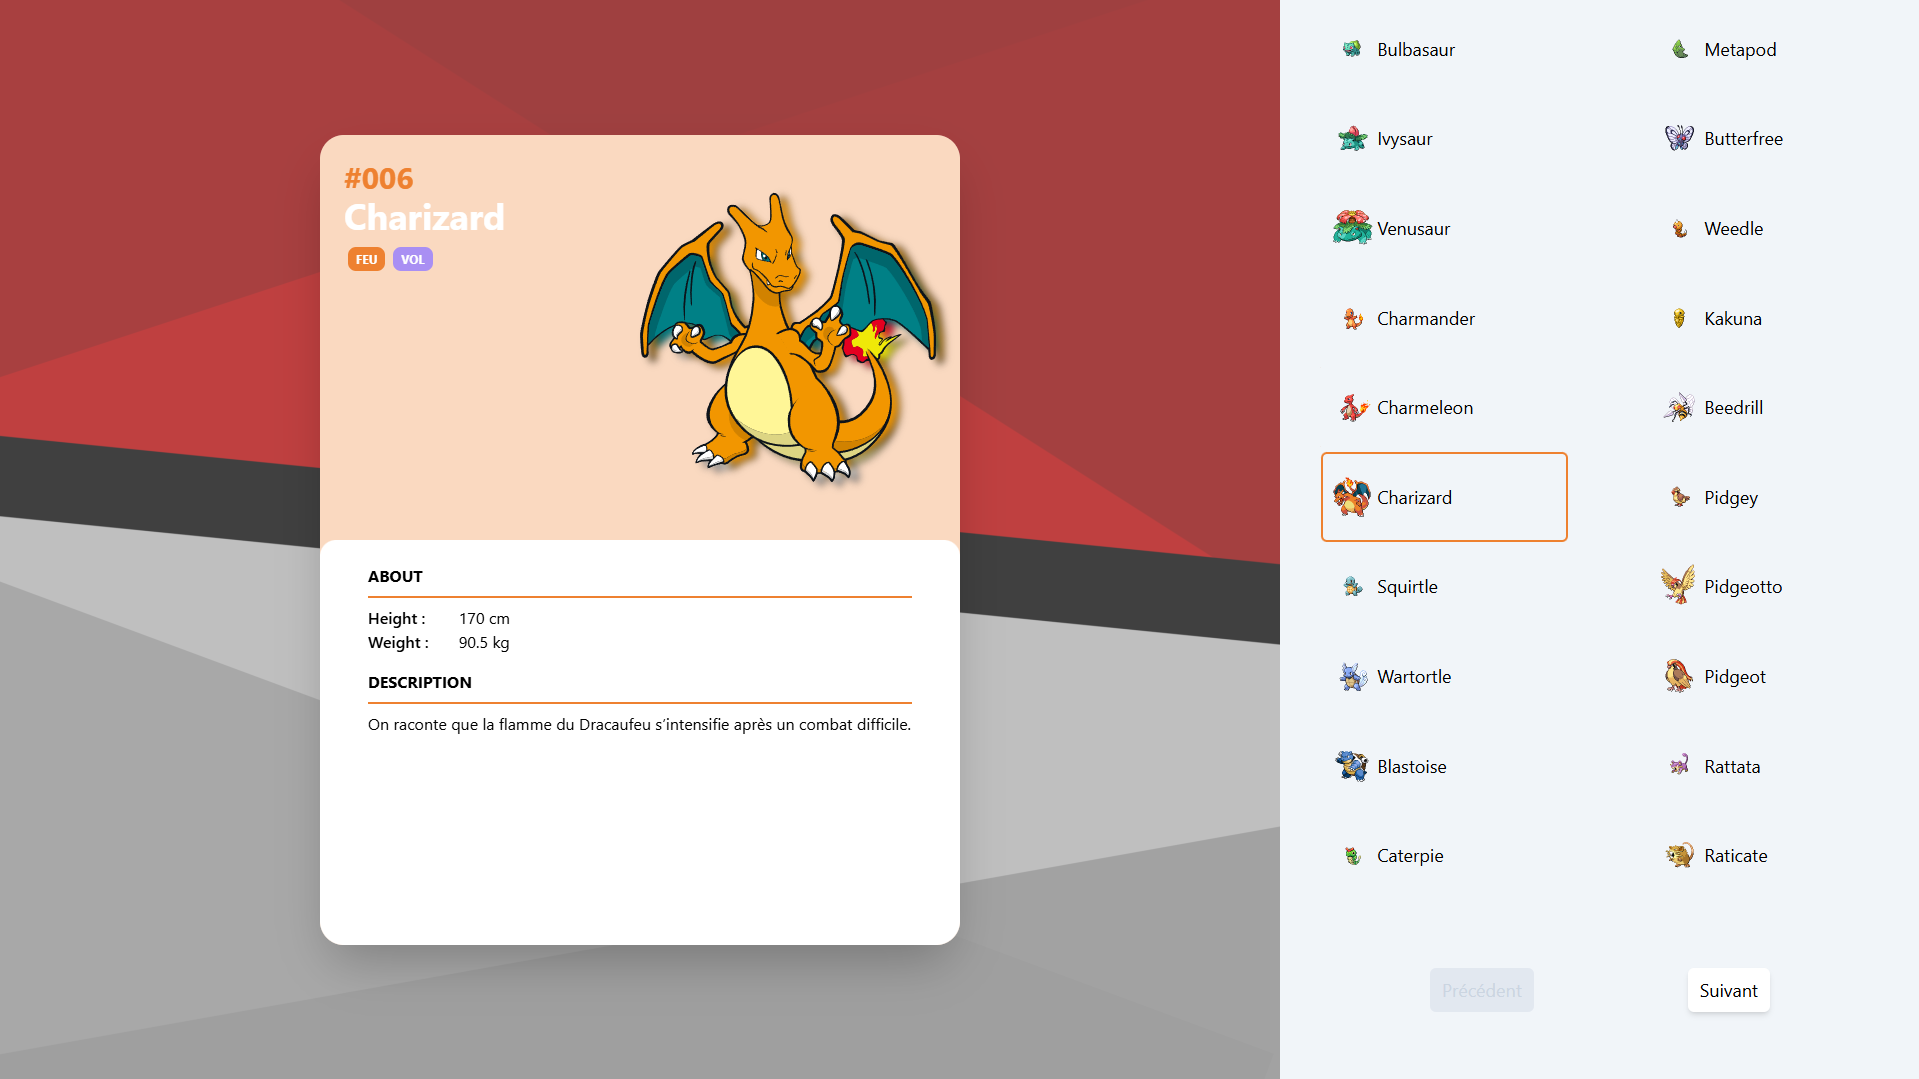 #006
Charizard
FEU VOL
ABOUT
Height : 170 cm
Weight : 90.5 kg
DESCRIPTION
On raconte que la flamme du Dracaufeu s´intensifie après un combat difficile.
Bulbasaur
Ivysaur
Venusaur
Charmander
Charmeleon
Charizard
Squirtle
Wartortle
Blastoise
Caterpie
Metapod
Butterfree
Weedle
Kakuna
Beedrill
Pidgey
Pidgeotto
Pidgeot
Rattata
Raticate
Précédent
Suivant